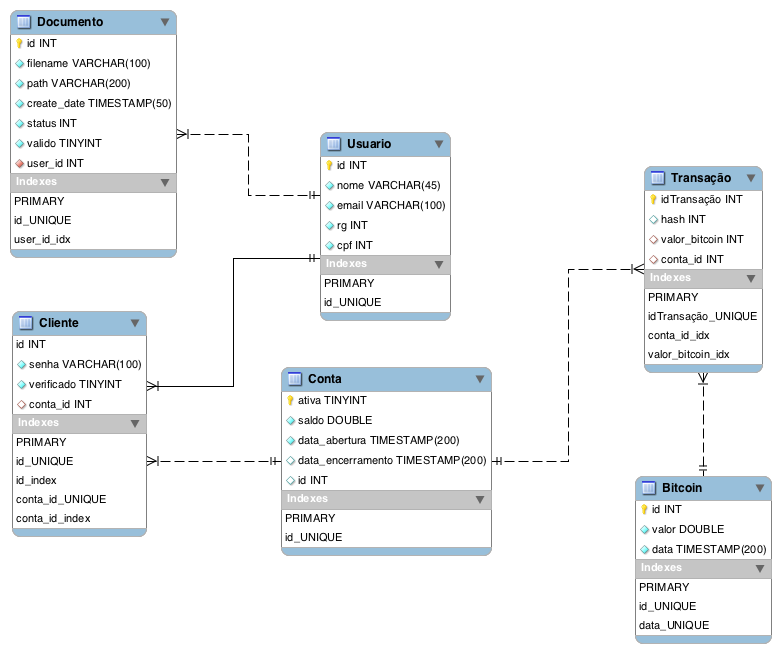 Documento
id INT
filename VARCHAR(100)
path VARCHAR(200)
create_date TIMESTAMP(50)
status INT
valido TINYINT
user_id INT
Indexes
PRIMARY
id_UNIQUE
user_id_idx
Usuario
id INT
nome VARCHAR(45)
email VARCHAR(100)
rg INT
cpf INT
Indexes
PRIMARY
id_UNIQUE
Transação
idTransação INT
hash INT
valor_bitcoin INT
conta_id INT
Indexes
PRIMARY
idTransação_UNIQUE
conta_id_idx
valor_bitcoin_idx
Cliente
id INT
senha VARCHAR(100)
verificado TINYINT
conta_id INT
Indexes
PRIMARY
id_UNIQUE
id_index
conta_id_UNIQUE
conta_id_index
Conta
ativa TINYINT
saldo DOUBLE
data_abertura TIMESTAMP(200)
data_encerramento TIMESTAMP(200)
id INT
Indexes
PRIMARY
id_UNIQUE
Bitcoin
id INT
valor DOUBLE
data TIMESTAMP(200)
Indexes
PRIMARY
id_UNIQUE
data_UNIQUE